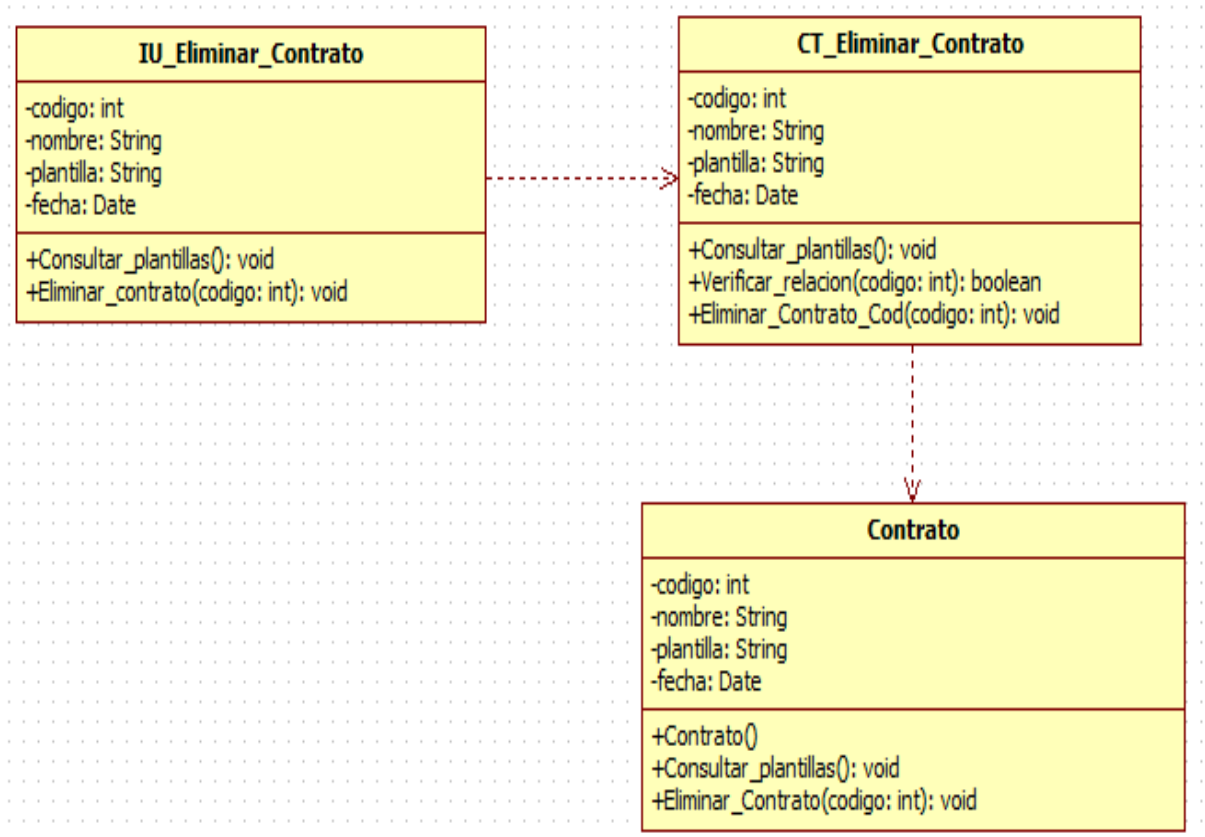 IU_Eliminar_Contrato
-codigo: int
-nombre: String
-plantilla: String
-fecha: Date
+Consultar_plantillas(): void
+Eliminar_contrato(codigo: int): void
CT_Eliminar_Contrato
-codigo: int
-nombre: String
-plantilla: String
-fecha: Date
+Consultar_plantillas(): void
+Verificar_relacion(codigo: int): boolean
+Eliminar_Contrato_Cod(codigo: int): void
Contrato
-codigo: int
-nombre: String
-plantilla: String
-fecha: Date
+Contrato()
+Consultar_plantillas(): void
+Eliminar_Contrato(codigo: int): void